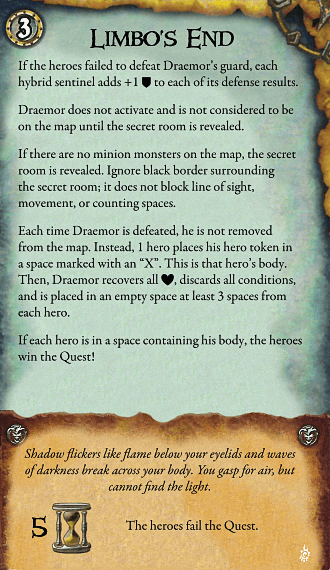 3
Limbo's End
If the heroes failed to defeat Draemor's guard, each
hybrid sentinel adds +1 to each of its defense results.
Draemor does not activate and is not considered to be
on the map until the secret room is revealed.
If there are no minion monsters on the map, the secret
room is revealed. Ignore black border surrounding
the secret room; it does not block line of sight,
movement, or counting spaces.
Each time Draemor is defeated, he is not removed
from the map. Instead, 1 hero places his hero token in
a space marked with an “X”. This is that hero's body.
Then, Draemor recovers all ♥, discards all conditions,
and is placed in an empty space at least 3 spaces from
each hero.
If each hero is in a space containing his body, the heroes
win the Quest!
Shadow flickers like flame below your eyelids and waves
of darkness break across your body. You gasp for air, but
cannot find the light.
5 The heroes fail the Quest.